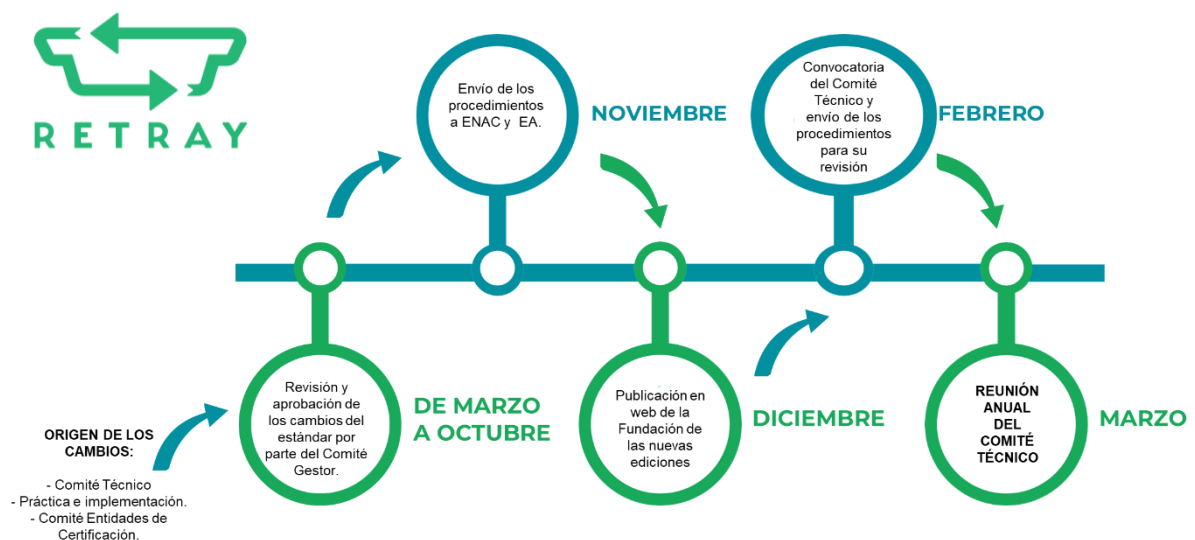 RETRAY
Envío de los
procedimientos
a ENAC y EA.
NOVIEMBRE
Convocatoria
del Comité
Técnico y
envío de los
procedimientos
para su
revisión
FEBRERO
ORIGEN DE LOS
CAMBIOS:
- Comité Técnico
- Práctica e implementación.
- Comité Entidades de
Certificación.
Revisión y
aprobación de
los cambios del
estándar por
parte del Comité
Gestor.
DE MARZO
A OCTUBRE
Publicación en
web de la
Fundación de
las nuevas
ediciones
DICIEMBRE
REUNIÓN
ANUAL
DEL
COMITÉ
TÉCNICO
MARZO